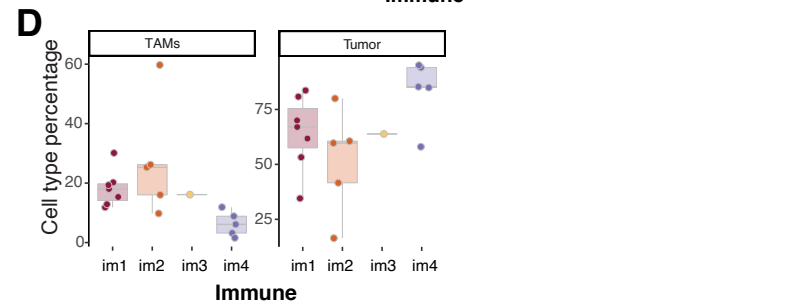 Immune
D
TAMs
Tumor
Cell type percentage
60
40
20
0
75
50
25
im1 im2 im3 im4
im1 im2 im3 im4
Immune